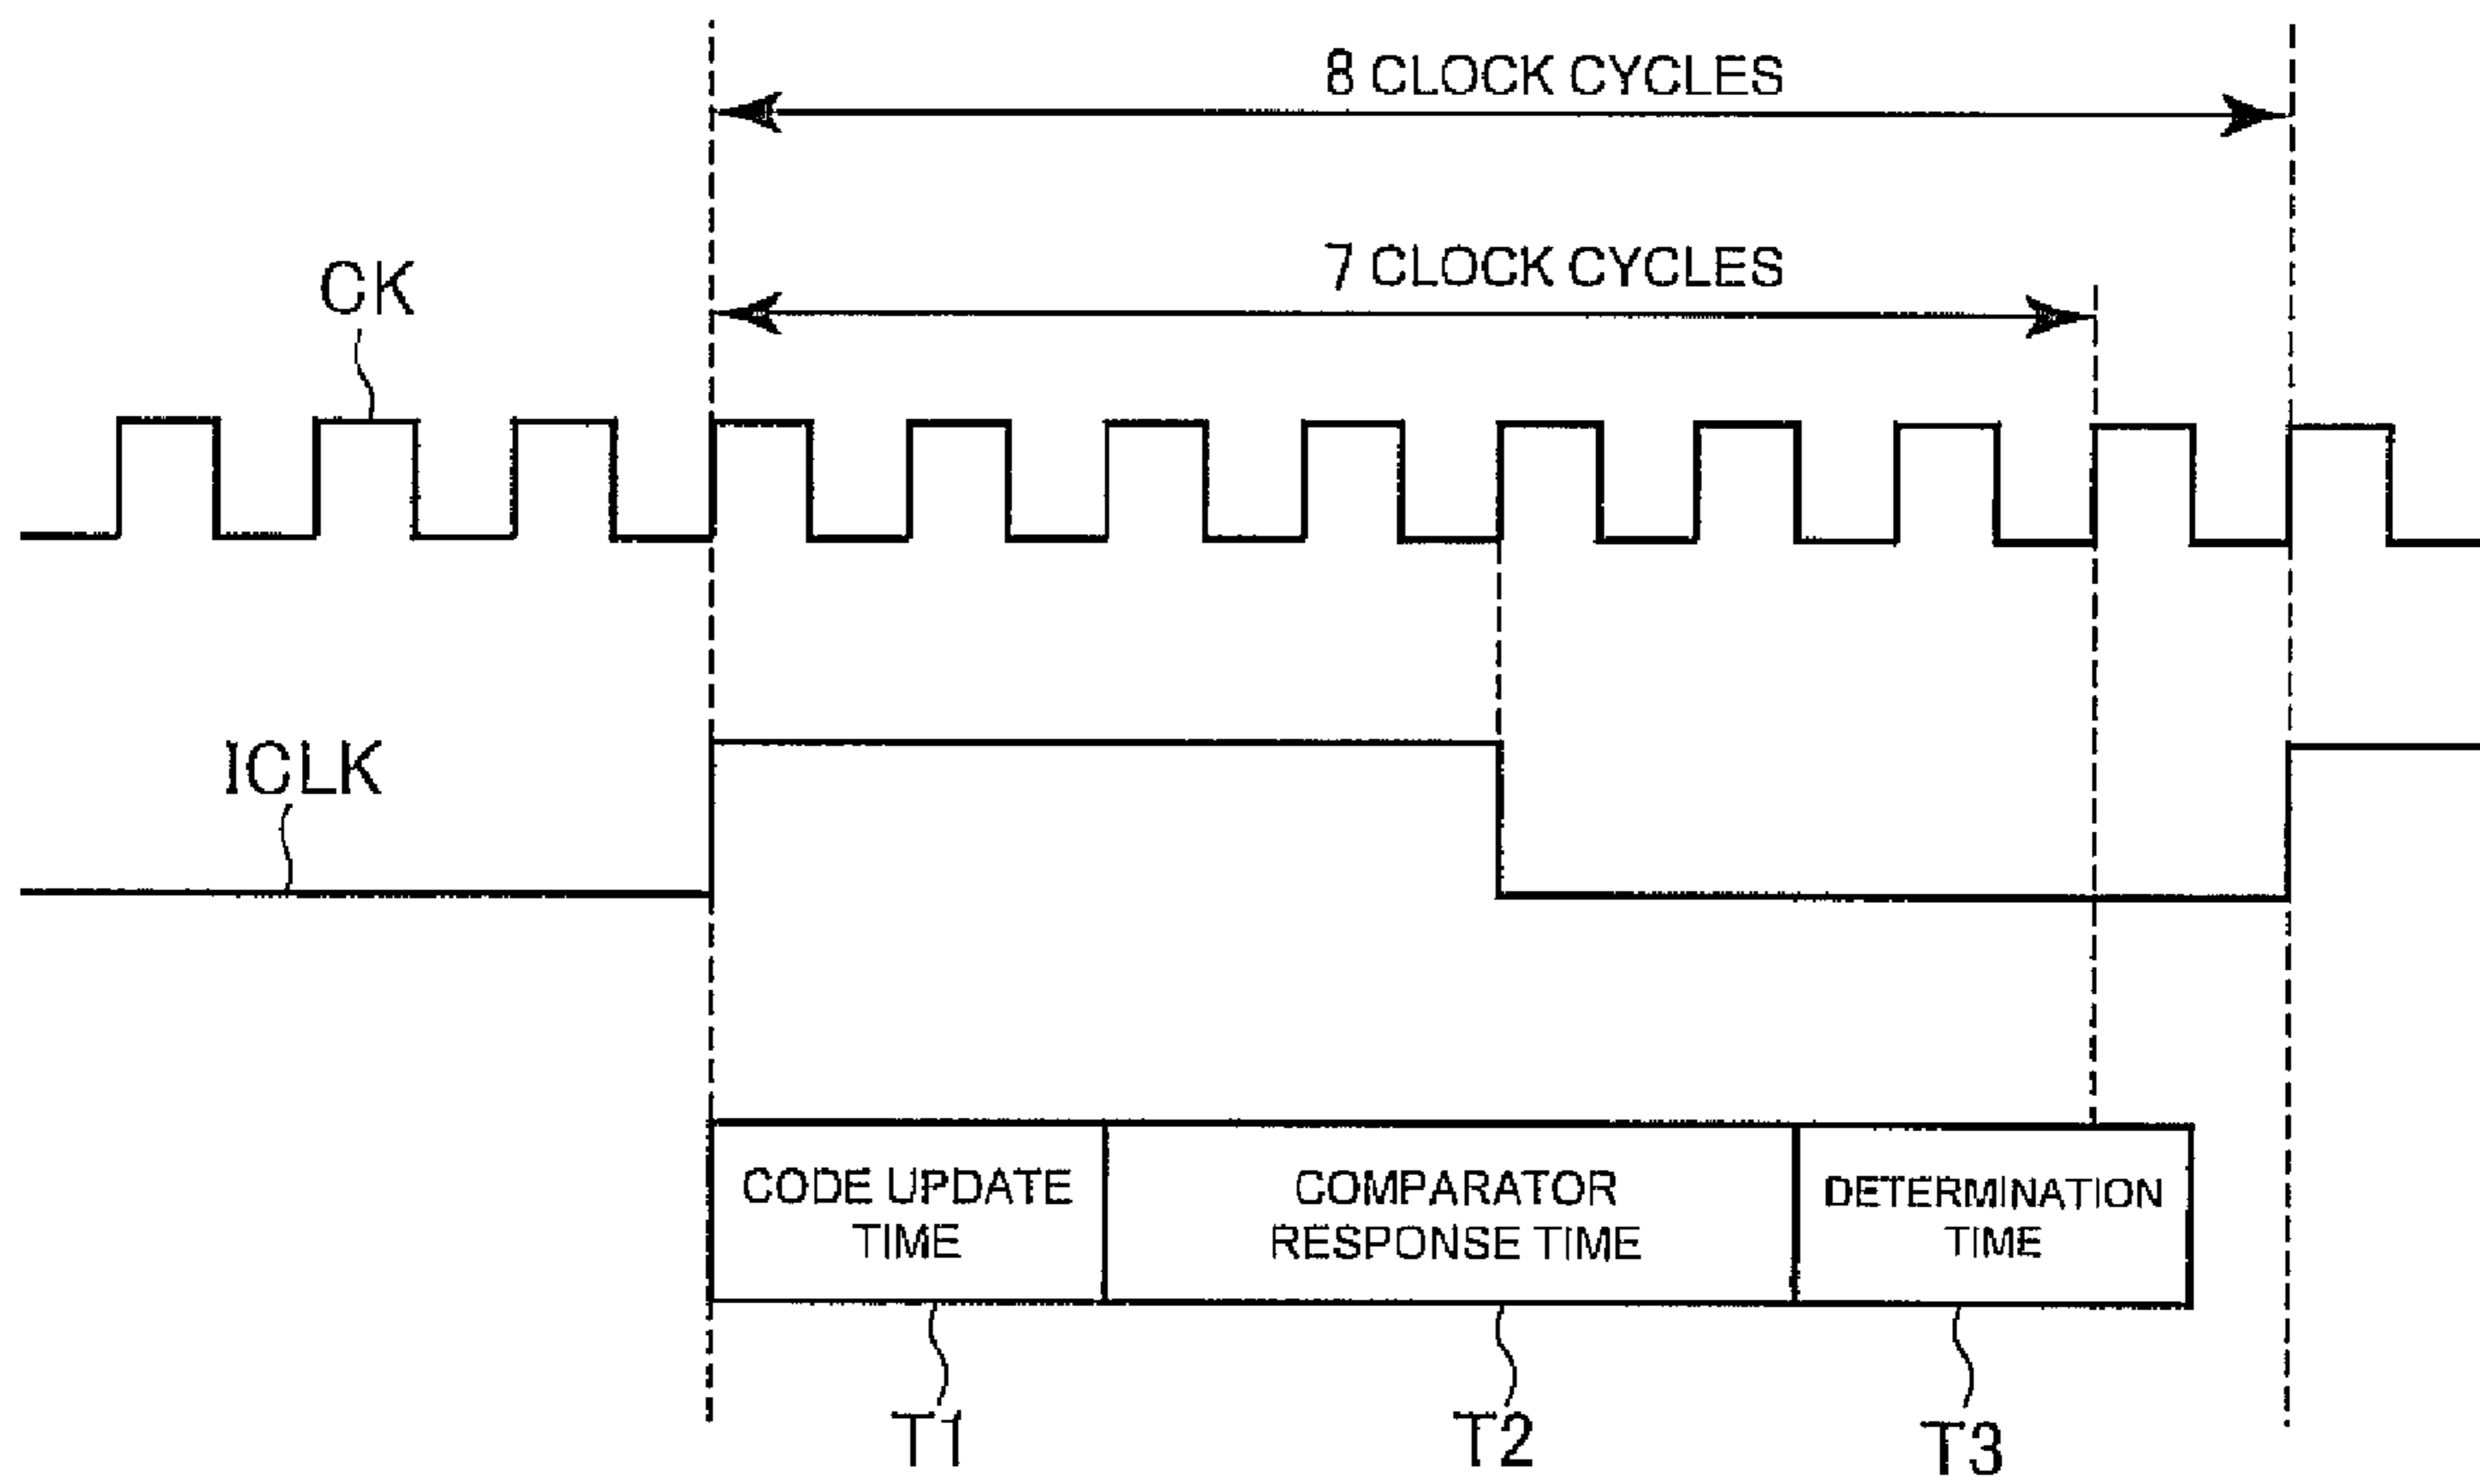 8 CLOCK CYCLES
7 CLOCK CYCLES
CK
ICLK
CODE UPDATE
TIME
COMPARATOR
RESPONSE TIME
DETERMINATION
TIME
T1
T2
T3